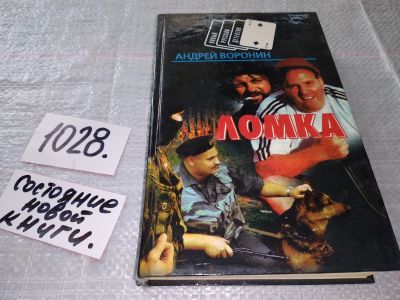 АНДРЕЙ ВОРОНИН
ЛОМКА
1028.
состояние
новой
книги.